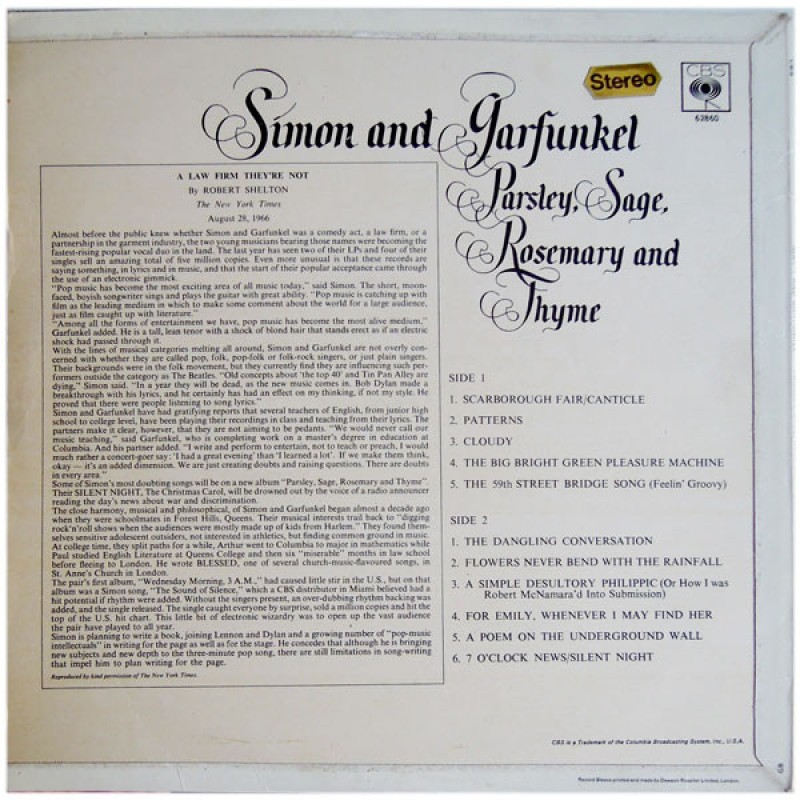 Stereo
CBS
62860
Simon and Garfunkel
Parsley, Sage,
Rosemary and
Thyme
A LAW FIRM THEY'RE NOT
By ROBERT SHELTON
The New York Times
August 28, 1966
Almost before the public knew whether Simon and Garfunkel was a comedy act, a law firm, or a
partnership in the garment industry, the two young musicians bearing those names were becoming the
fastest-rising popular vocal duo in the land. The last year has seen two of their LPs and four of their
singles sell an amazing total of five million copies. Even more unusual is that these records are
saying something, in lyrics and in music, and that the start of their popular acceptance came through
the use of an electronic gimmick.
"Pop music has become the most exciting area of all music today," said Simon. The short, moon-
faced, boyish songwriter sings and plays the guitar with great ability. "Pop music is catching up with
film as the leading medium in which to make some comment about the world for a large audience,
just as film caught up with literature."
"Among all the forms of entertainment we have, pop music has become the most alive medium,"
Garfunkel added. He is a tall, lean tenor with a shock of blond hair that stands erect as if an electric
shock had passed through it.
With the lines of musical categories melting all around, Simon and Garfunkel are not overly con-
cerned with whether they are called pop, folk, pop-folk or folk-rock singers, or just plain singers.
Their backgrounds were in the folk movement, but they currently find they are influencing such per-
formers outside the category as The Beatles. "Old concepts about 'the top 40' and Tin Pan Alley are
dying," Simon said. "In a year they will be dead, as the new music comes in. Bob Dylan made a
breakthrough with his lyrics, and he certainly has had an effect on my thinking, if not my style. He
proved that there were people listening to song lyrics."
Simon and Garfunkel have had gratifying reports that several teachers of English, from junior high
school to college level, have been playing their recordings in class and teaching from their lyrics. The
partners make it clear, however, that they are not aiming to be pedants. "We would never call our
music teaching," said Garfunkel, who is completing work on a master's degree in education at
Columbia. And his partner added. "I write and perform to entertain, not to teach or preach, I would
much rather a concert-goer say: 'I had a great evening' than 'I learned a lot'. If we make them think,
okay — it's an added dimension. We are just creating doubts and raising questions. There are doubts
in every area."
Some of Simon's most doubting songs will be on a new album "Parsley, Sage, Rosemary and Thyme".
Their SILENT NIGHT, The Christmas Carol, will be drowned out by the voice of a radio announcer
reading the day's news about war and discrimination.
The close harmony, musical and philosophical, of Simon and Garfunkel began almost a decade ago
when they were schoolmates in Forest Hills, Queens. Their musical interests trail back to "digging
rock'n'roll shows when the audiences were mostly made up of kids from Harlem." They found them-
selves sensitive adolescent outsiders, not interested in athletics, but finding common ground in music.
At college time, they split paths for a while, Arthur went to Columbia to major in mathematics while
Paul studied English Literature at Queens College and then six "miserable" months in law school
before fleeing to London. He wrote BLESSED, one of several church-music-flavoured songs, in
St. Anne's Church in London.
The pair's first album, "Wednesday Morning, 3 A.M.," had caused little stir in the U.S., but on that
album was a Simon song, "The Sound of Silence," which a CBS distributor in Miami believed had a
hit potential if rhythm were added. Without the singers present, an over-dubbing rhythm backing was
added, and the single released. The single caught everyone by surprise, sold a million copies and hit the
top of the U.S. hit chart. This little bit of electronic wizardry was to open up the vast audience
the pair have played to all year.
Simon is planning to write a book, joining Lennon and Dylan and a growing number of "pop-music
intellectuals" in writing for the page as well as for the stage. He concedes that although he is bringing
new subjects and new depth to the three-minute pop song, there are still limitations in song-writing
that impel him to plan writing for the page.
Reproduced by kind permission of The New York Times.
SIDE 1
1. SCARBOROUGH FAIR/CANTICLE
2. PATTERNS
3. CLOUDY
4. THE BIG BRIGHT GREEN PLEASURE MACHINE
5. THE 59th STREET BRIDGE SONG (Feelin' Groovy)
SIDE 2
1. THE DANGLING CONVERSATION
2. FLOWERS NEVER BEND WITH THE RAINFALL
3. A SIMPLE DESULTORY PHILIPPIC (Or How I was
Robert McNamara'd Into Submission)
4. FOR EMILY, WHENEVER I MAY FIND HER
5. A POEM ON THE UNDERGROUND WALL
6. 7 O'CLOCK NEWS/SILENT NIGHT
CBS is a Trademark of the Columbia Broadcasting System, Inc., U.S.A.
Record Sleeve printed and made by Dawson Rossiter Limited, London.